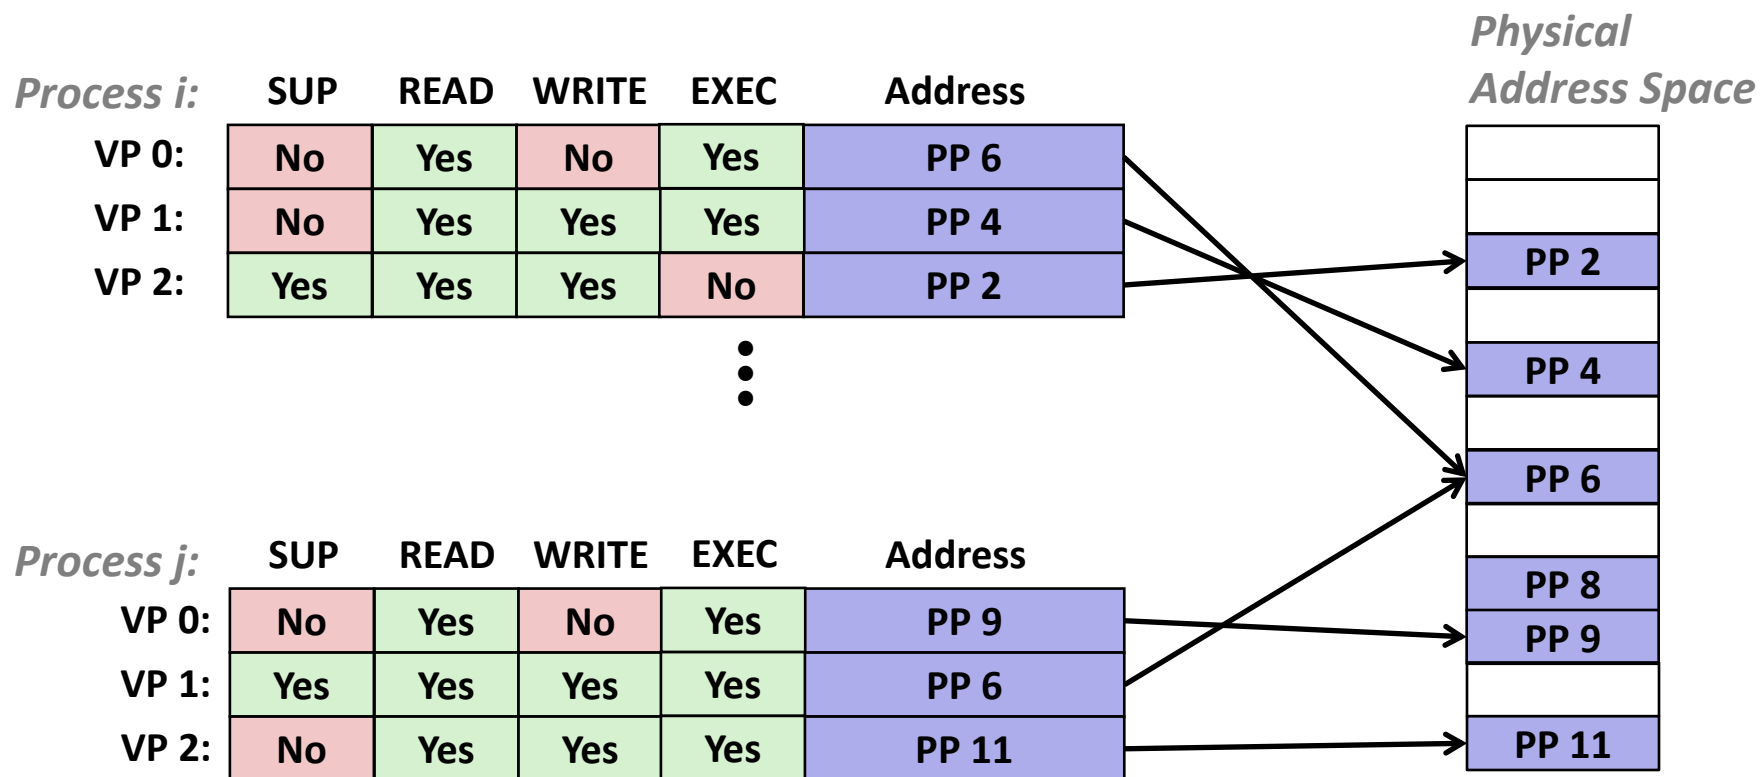 Physical
Address Space
Process i: SUP READ WRITE EXEC Address
VP 0: No Yes No Yes PP 6
VP 1: No Yes Yes Yes PP 4
VP 2: Yes Yes Yes No PP 2
PP 2
PP 4
PP 6
PP 8
PP 9
PP 11
Process j: SUP READ WRITE EXEC Address
VP 0: No Yes No Yes PP 9
VP 1: Yes Yes Yes Yes PP 6
VP 2: No Yes Yes Yes PP 11